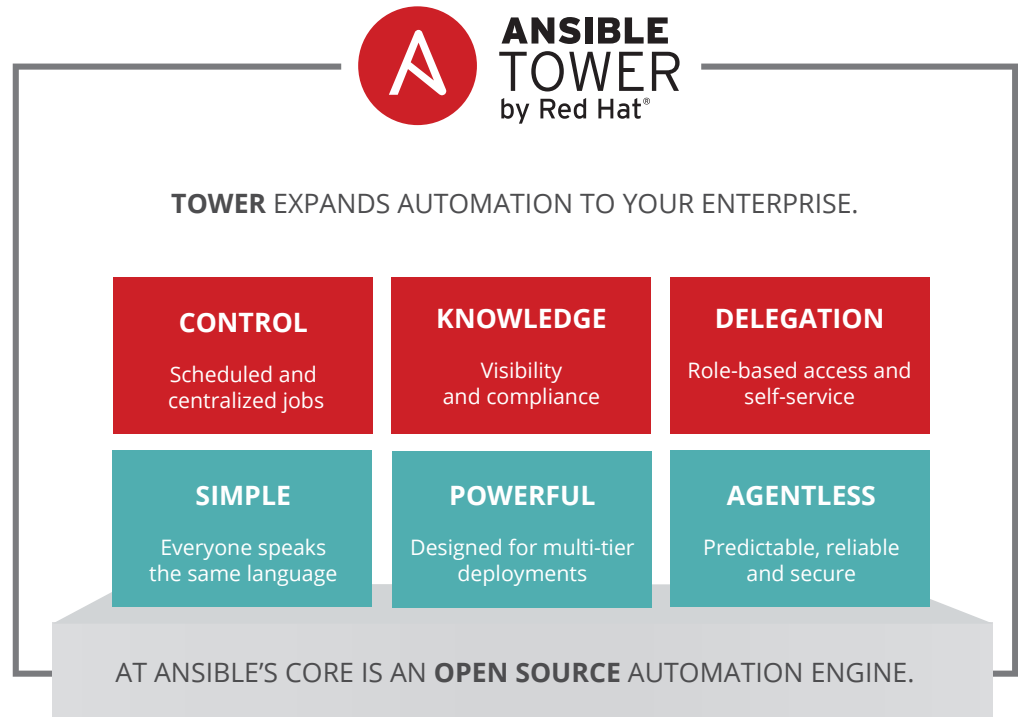 ANSIBLE
TOWER
by Red Hat®
TOWER EXPANDS AUTOMATION TO YOUR ENTERPRISE.
CONTROL
Scheduled and
centralized jobs
KNOWLEDGE
Visibility
and compliance
DELEGATION
Role-based access and
self-service
SIMPLE
Everyone speaks
the same language
POWERFUL
Designed for multi-tier
deployments
AGENTLESS
Predictable, reliable
and secure
AT ANSIBLE’S CORE IS AN OPEN SOURCE AUTOMATION ENGINE.